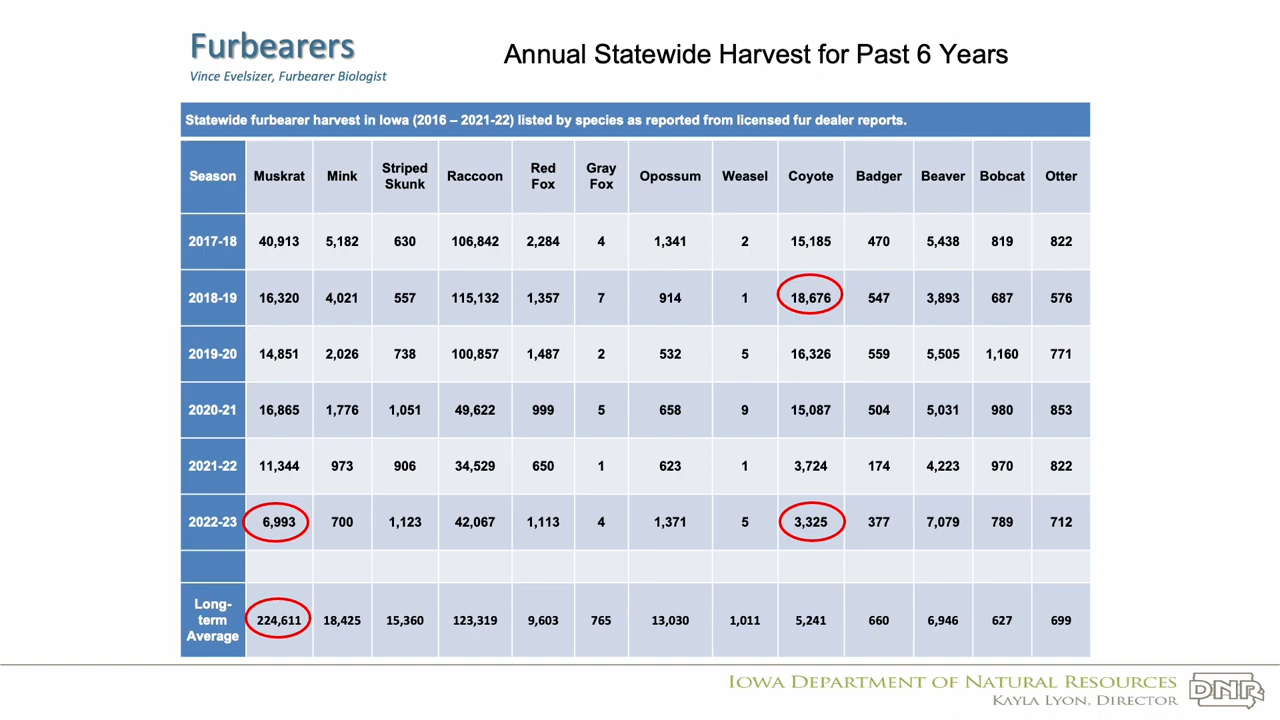 Furbearers
Vince Evelsizer, Furbearer Biologist
Annual Statewide Harvest for Past 6 Years
Statewide furbearer harvest in Iowa (2016 – 2021-22) listed by species as reported from licensed fur dealer reports.
Season Muskrat Mink Striped Skunk Raccoon Red Fox Gray Fox Opossum Weasel Coyote Badger Beaver Bobcat Otter
2017-18 40,913 5,182 630 106,842 2,284 4 1,341 2 15,185 470 5,438 819 822
2018-19 16,320 4,021 557 115,132 1,357 7 914 1 18,676 547 3,893 687 576
2019-20 14,851 2,026 738 100,857 1,487 2 532 5 16,326 559 5,505 1,160 771
2020-21 16,865 1,776 1,051 49,622 999 5 658 9 15,087 504 5,031 980 853
2021-22 11,344 973 906 34,529 650 1 623 1 3,724 174 4,223 970 822
2022-23 6,993 700 1,123 42,067 1,113 4 1,371 5 3,325 377 7,079 789 712
Long-term Average 224,611 18,425 15,360 123,319 9,603 765 13,030 1,011 5,241 660 6,946 627 699
Iowa Department of Natural Resources
Kayla Lyon, Director
DNR